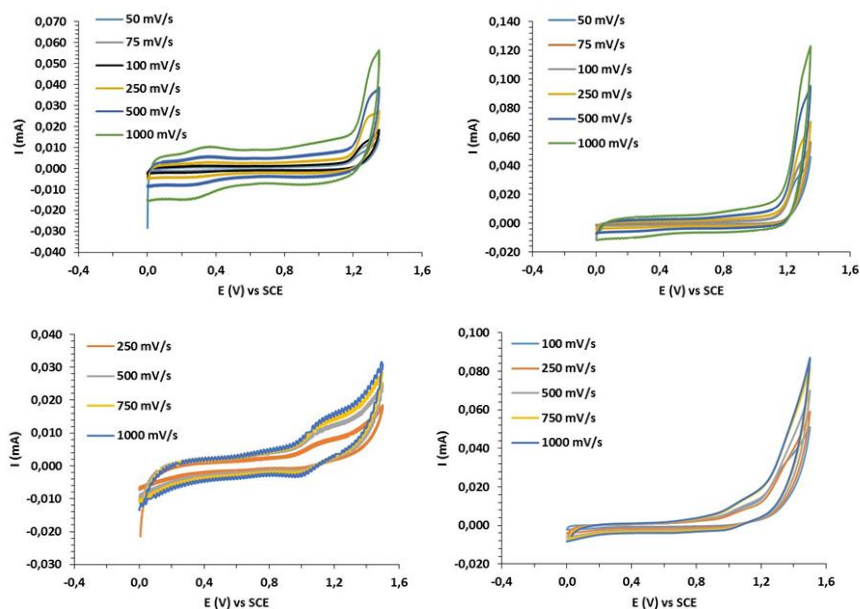 0,070
0,060
0,050
0,040
0,030
0,020
0,010
0,000
-0,010
-0,020
-0,030
-0,040
I (mA)
50 mV/s
75 mV/s
100 mV/s
250 mV/s
500 mV/s
1000 mV/s
-0,4 0,0 0,4 0,8 1,2 1,6
E (V) vs SCE
0,140
0,120
0,100
0,080
0,060
0,040
0,020
0,000
-0,020
I (mA)
50 mV/s
75 mV/s
100 mV/s
250 mV/s
500 mV/s
1000 mV/s
-0,4 0,0 0,4 0,8 1,2 1,6
E (V) vs SCE
0,040
0,030
0,020
0,010
0,000
-0,010
-0,020
-0,030
I (mA)
250 mV/s
500 mV/s
750 mV/s
1000 mV/s
-0,4 0,0 0,4 0,8 1,2 1,6
E (V) vs SCE
0,100
0,080
0,060
0,040
0,020
0,000
-0,020
I (mA)
100 mV/s
250 mV/s
500 mV/s
750 mV/s
1000 mV/s
-0,4 0,0 0,4 0,8 1,2 1,6
E (V) vs SCE